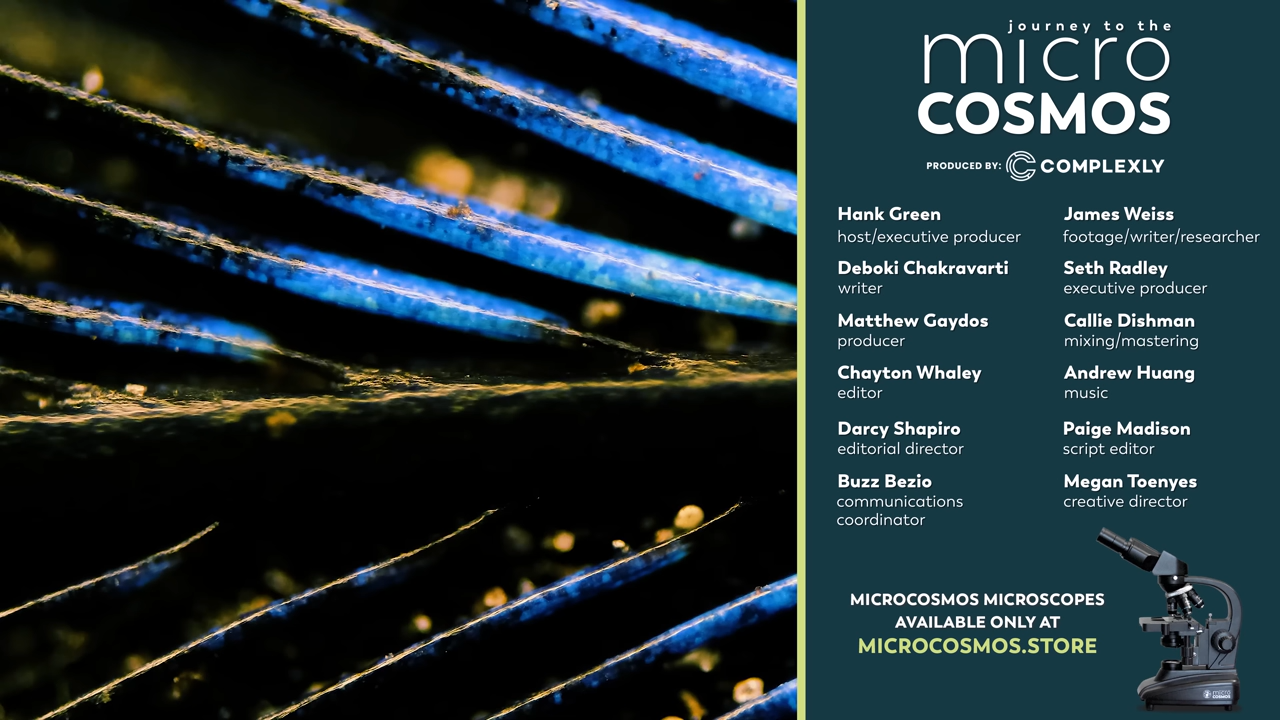 journey to the
micro
COSMOS
PRODUCED BY: COMPLEXLY
Hank Green
host/executive producer
James Weiss
footage/writer/researcher
Deboki Chakravarti
writer
Seth Radley
executive producer
Matthew Gaydos
producer
Callie Dishman
mixing/mastering
Chayton Whaley
editor
Andrew Huang
music
Darcy Shapiro
editorial director
Paige Madison
script editor
Buzz Bezio
communications
coordinator
Megan Toenyes
creative director
MICROCOSMOS MICROSCOPES
AVAILABLE ONLY AT
MICROCOSMOS.STORE
micro
COSMOS